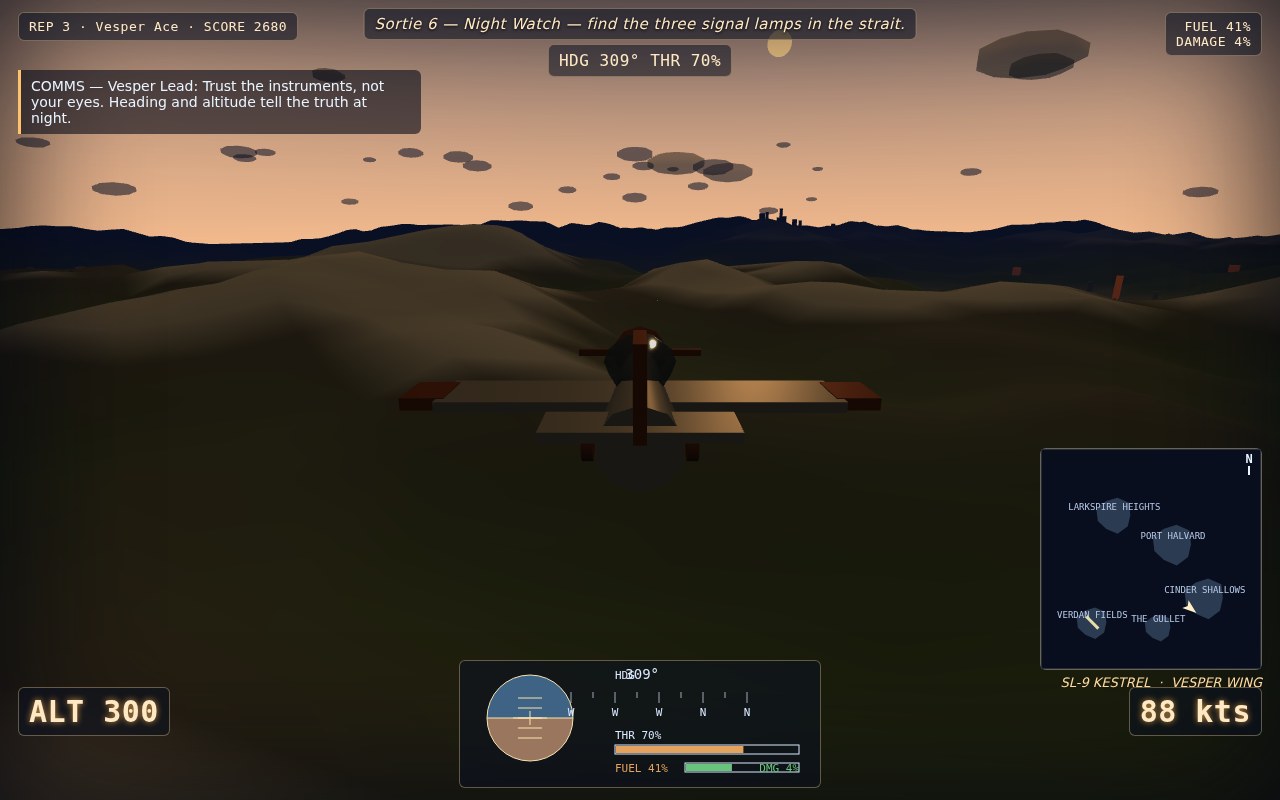 REP 3 · Vesper Ace · SCORE 2680
Sortie 6 — Night Watch — find the three signal lamps in the strait.
FUEL 41%
DAMAGE 4%
HDG 309° THR 70%
COMMS — Vesper Lead: Trust the instruments, not
your eyes. Heading and altitude tell the truth at
night.
N
LARKSPIRE HEIGHTS
PORT HALVARD
CINDER SHALLOWS
VERDAN FIELDS
THE GULLET
SL-9 KESTREL · VESPER WING
ALT 300
88 kts
HDG 309°
W W W N N
THR 70%
FUEL 41%
DMG 4%